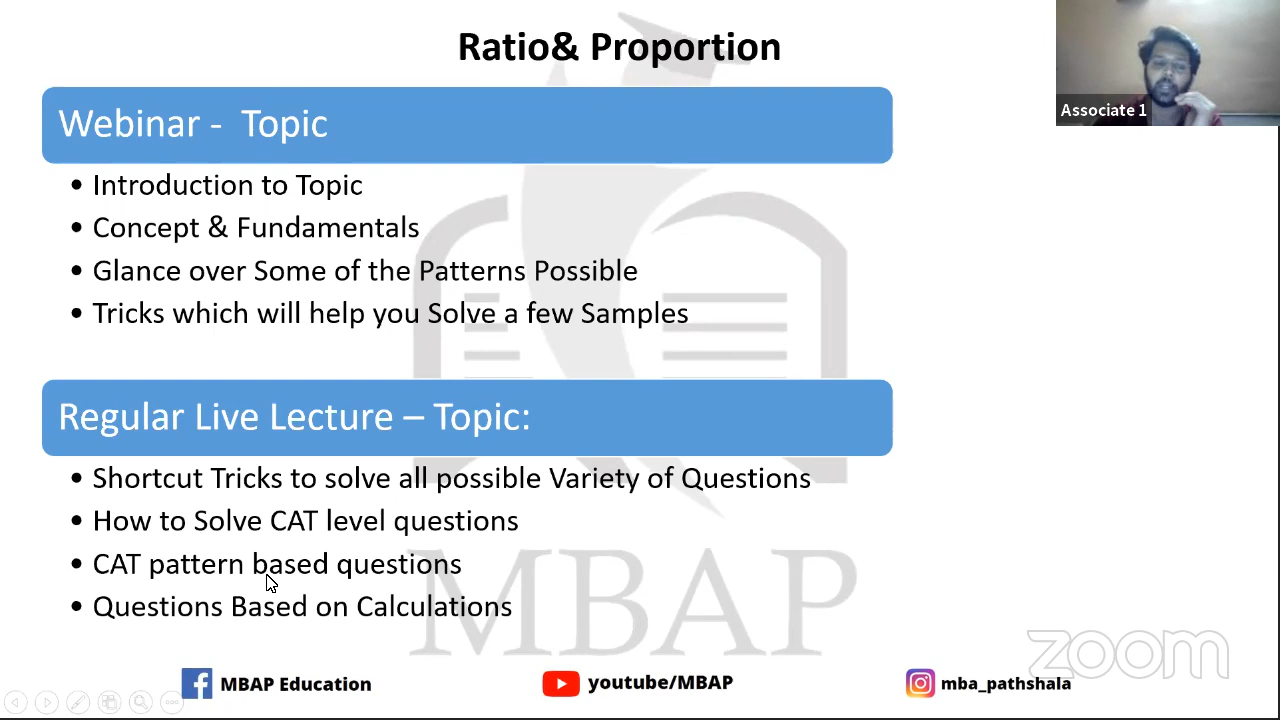 Ratio& Proportion
Associate 1
Webinar - Topic
• Introduction to Topic
• Concept & Fundamentals
• Glance over Some of the Patterns Possible
• Tricks which will help you Solve a few Samples
Regular Live Lecture – Topic:
• Shortcut Tricks to solve all possible Variety of Questions
• How to Solve CAT level questions
• CAT pattern based questions
• Questions Based on Calculations
MBAP
zoom
MBAP Education
youtube/MBAP
mba_pathshala